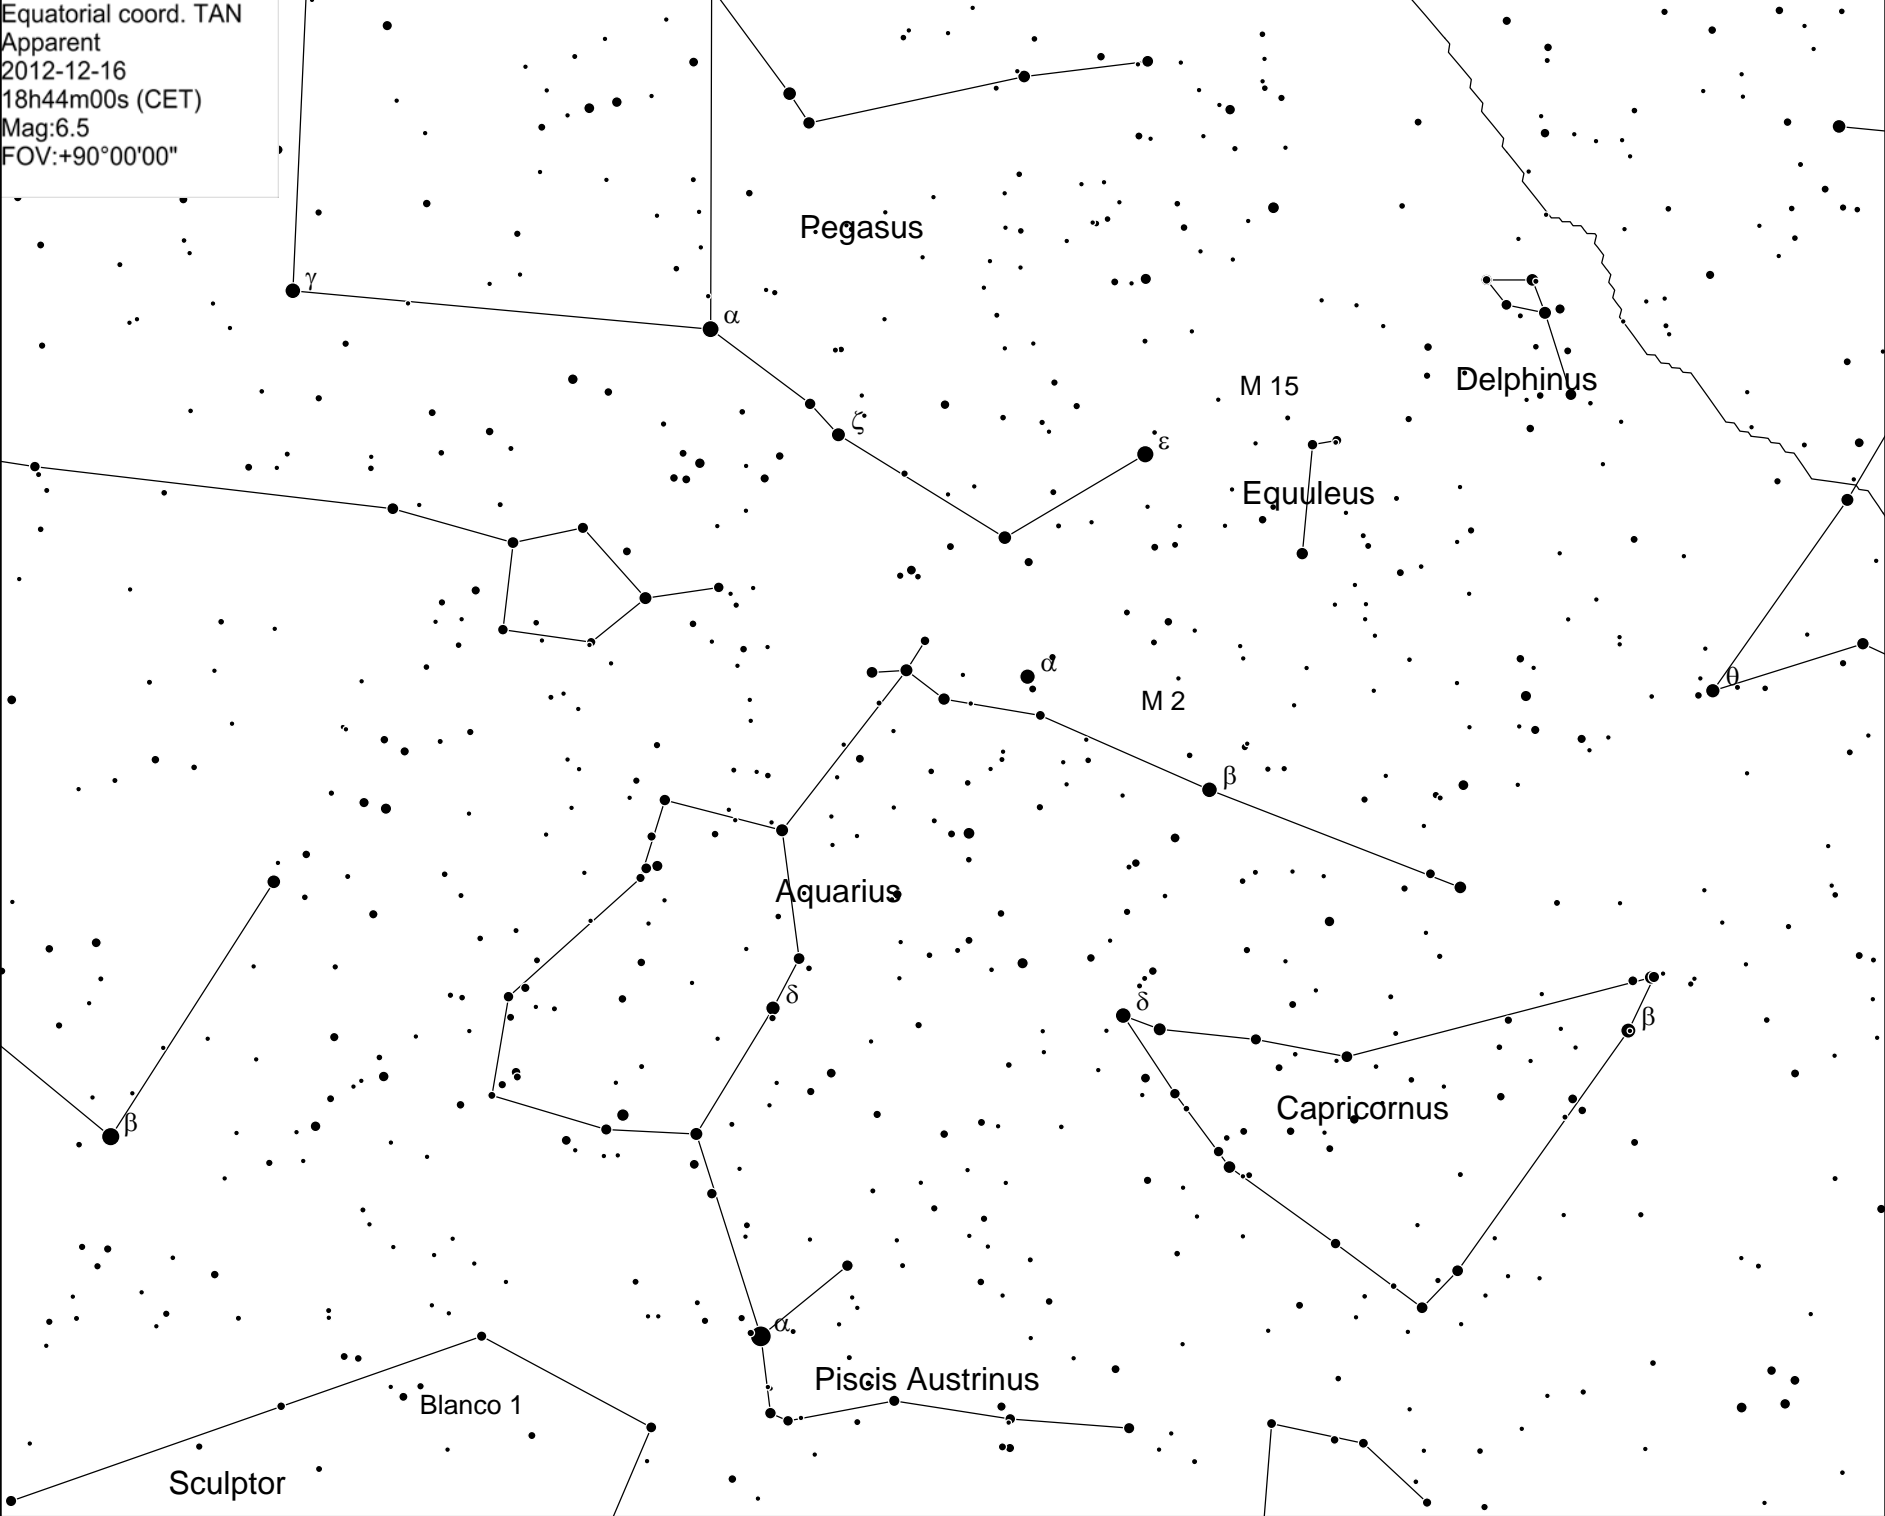 Equatorial coord. TAN
Apparent
2012-12-16
18h44m00s (CET)
Mag:6.5
FOV:+90°00'00"
Pegasus
γ
α
M 15
Delphinus
ζ
ε
Equuleus
α
θ
M 2
β
Aquarius
δ
δ
β
Capricornus
β
α
Piscis Austrinus
Blanco 1
Sculptor